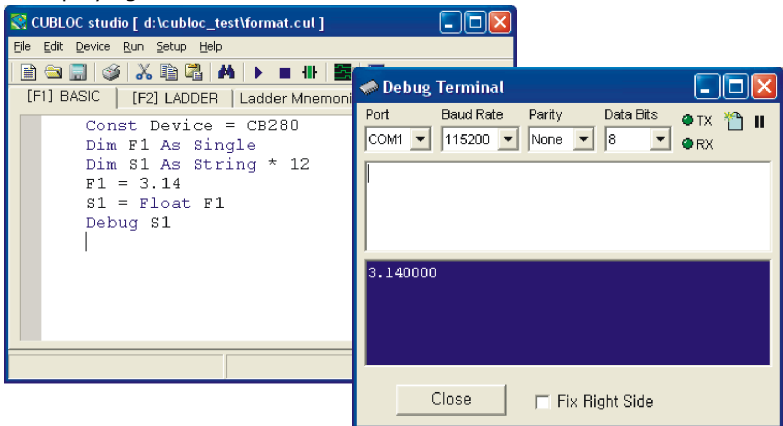 CUBLOC studio [ d:\cubloc_test\format.cul ]
File Edit Device Run Setup Help
[F1] BASIC [F2] LADDER Ladder Mnemoni
Const Device = CB280
Dim F1 As Single
Dim S1 As String * 12
F1 = 3.14
S1 = Float F1
Debug S1
Debug Terminal
Port Baud Rate Parity Data Bits
COM1 115200 None 8
TX
RX
3.140000
Close Fix Right Side